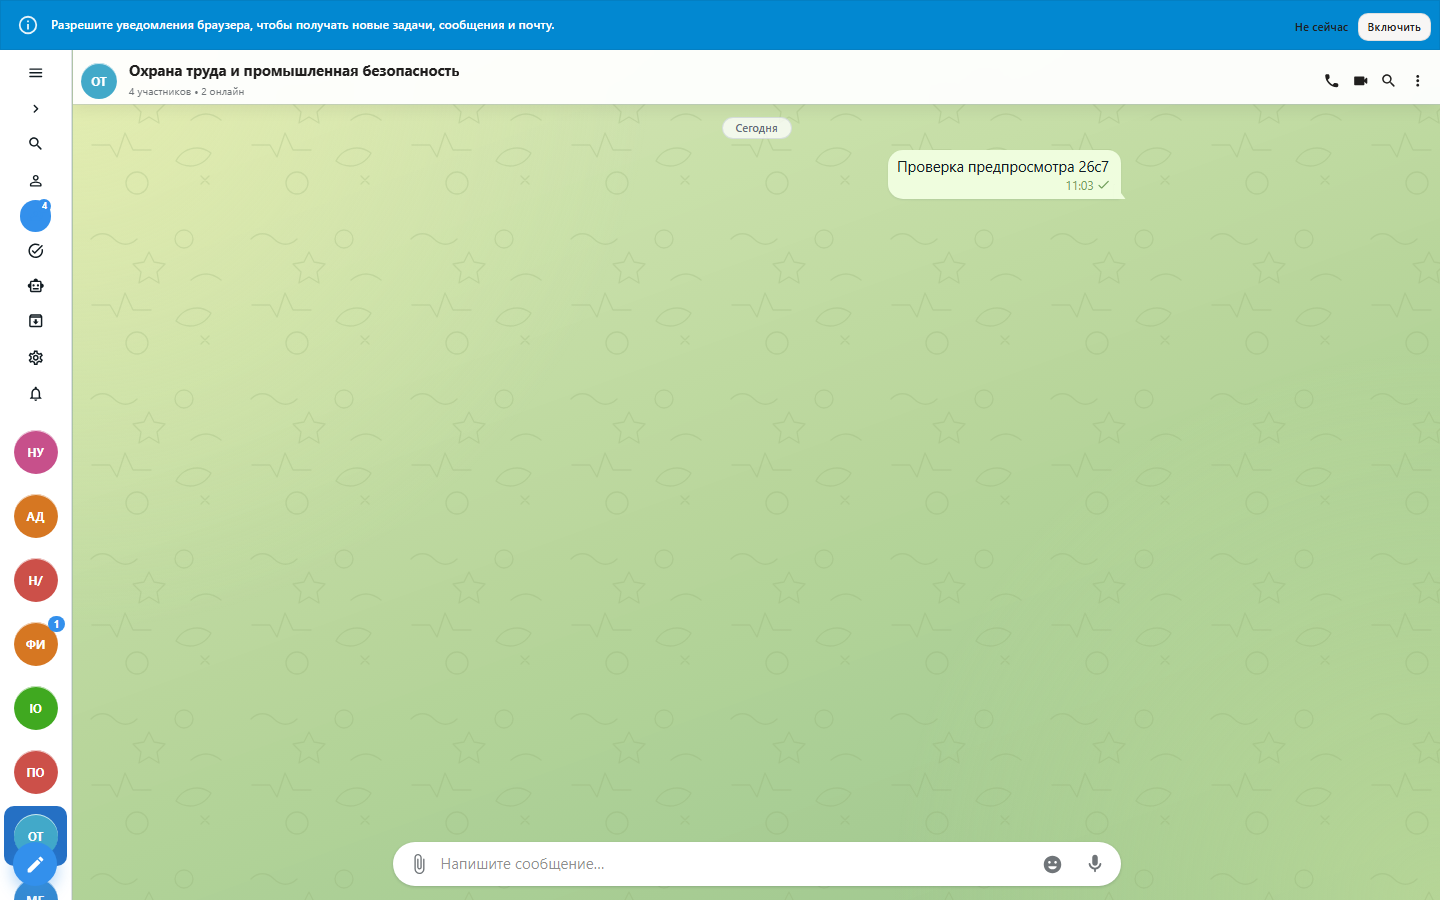 Разрешите уведомления браузера, чтобы получать новые задачи, сообщения и почту.
Не сейчас
Включить
ОТ
Охрана труда и промышленная безопасность
4 участников • 2 онлайн
4
Сегодня
Проверка предпросмотра 26с7
11:03
НУ
АД
Н/
1
ФИ
Ю
ПО
ОТ
Напишите сообщение...